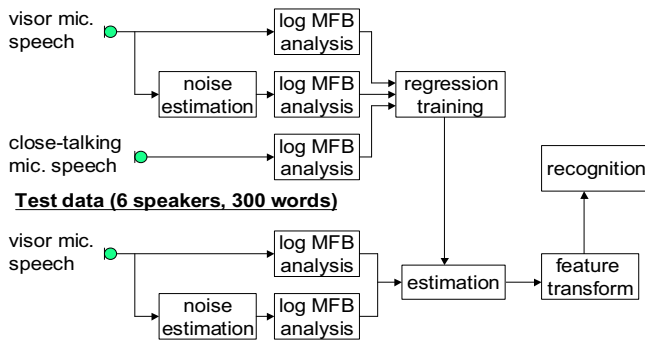 visor mic.
speech
log MFB
analysis
noise
estimation
log MFB
analysis
regression
training
close-talking
mic. speech
log MFB
analysis
recognition
Test data (6 speakers, 300 words)
visor mic.
speech
log MFB
analysis
estimation
feature
transform
noise
estimation
log MFB
analysis